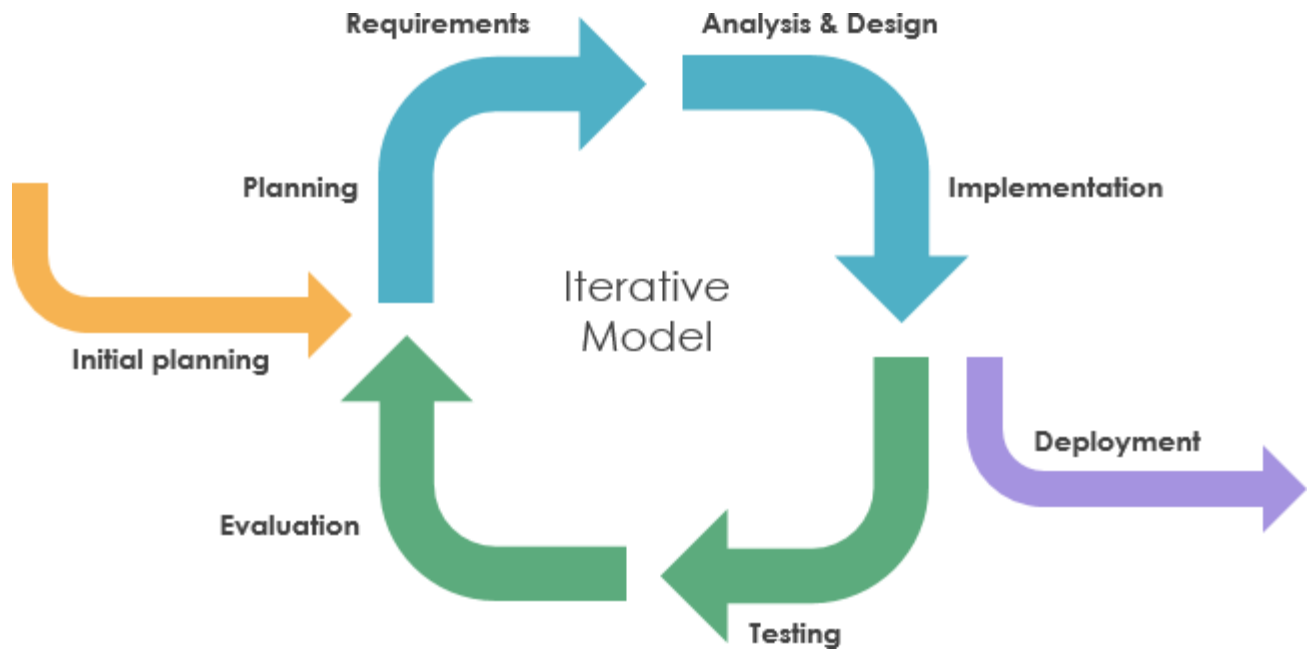 Requirements
Analysis & Design
Planning
Implementation
Iterative
Model
Initial planning
Deployment
Evaluation
Testing